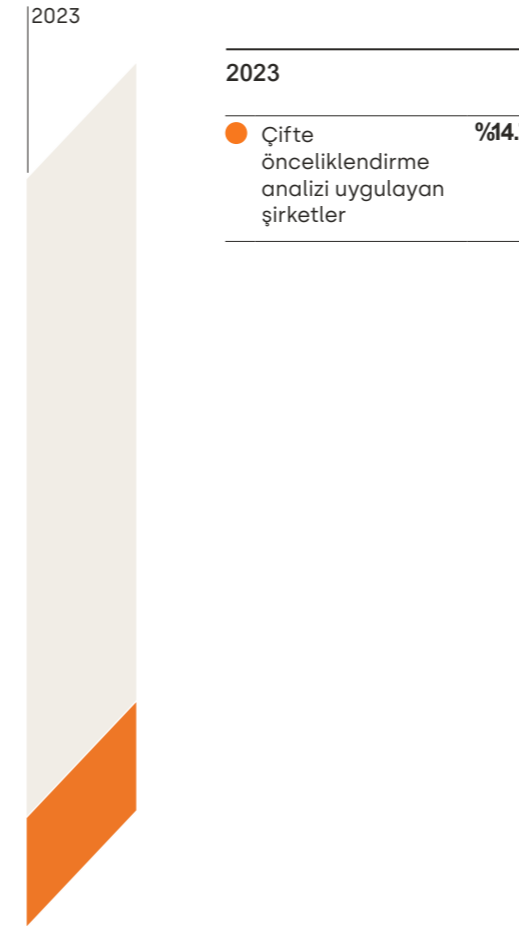 2023
2023
Çifte
önceliklendirme
analizi uygulayan
şirketler
%14.